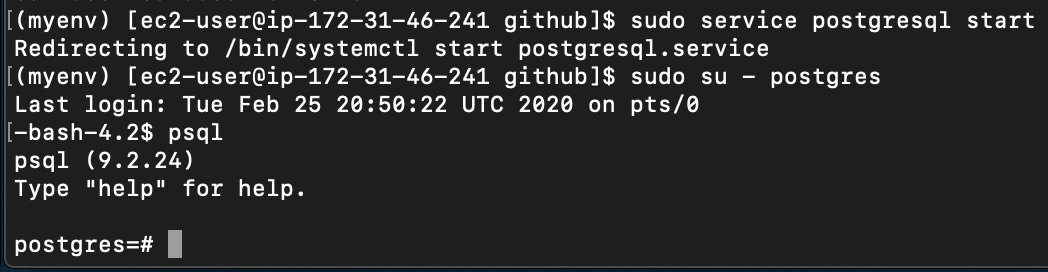 [(myenv) [ec2-user@ip-172-31-46-241 github]$ sudo service postgresql start
Redirecting to /bin/systemctl start postgresql.service
[(myenv) [ec2-user@ip-172-31-46-241 github]$ sudo su - postgres
Last login: Tue Feb 25 20:50:22 UTC 2020 on pts/0
[-bash-4.2$ psql
psql (9.2.24)
Type "help" for help.
postgres=#